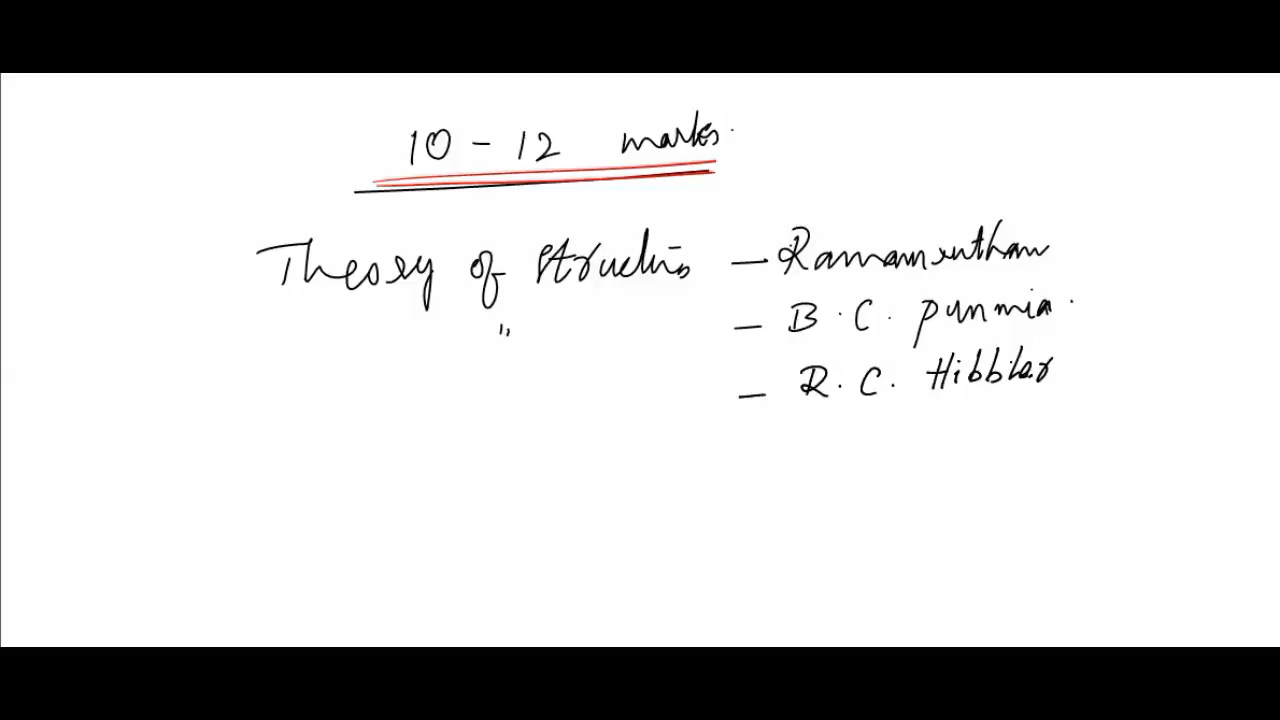 10 - 12 marks.
Theory of Structures - Ramamrutham
" - B.C. punmia.
- R.C. Hibbler